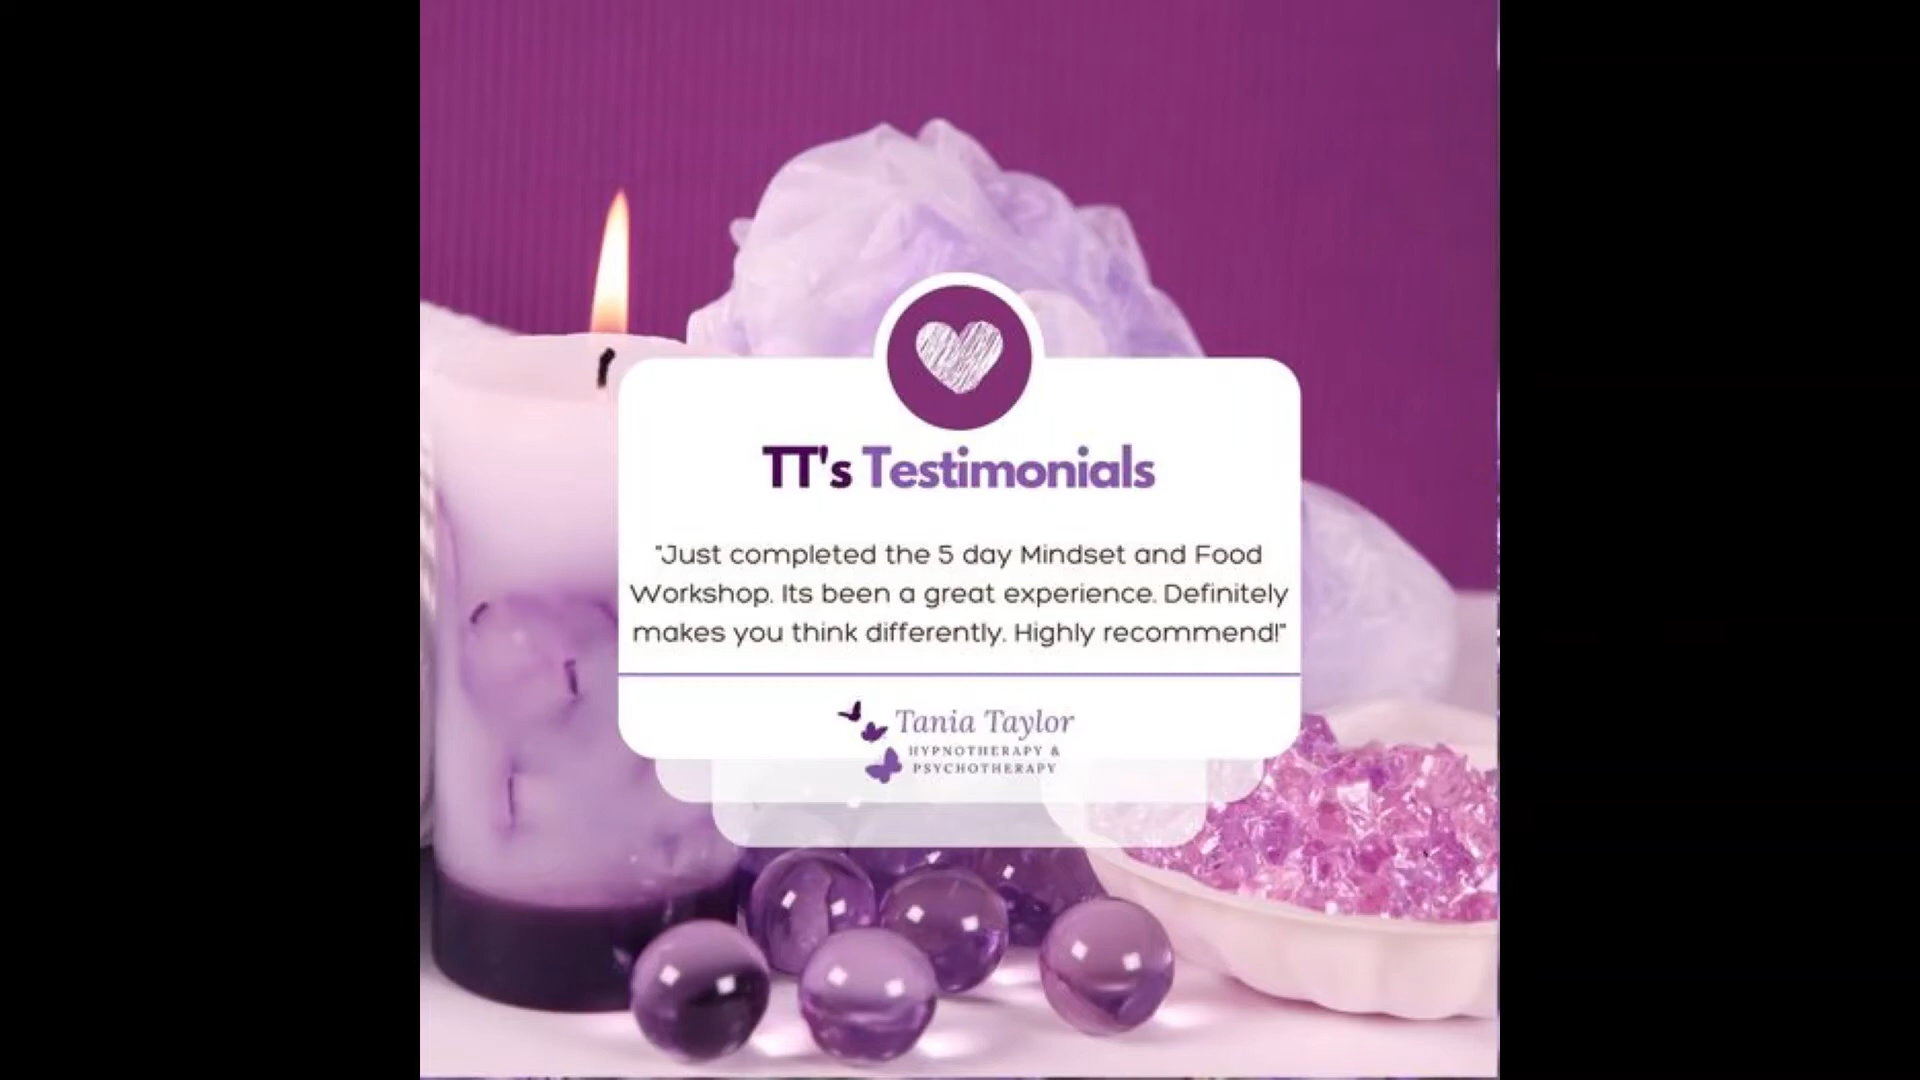 TT's Testimonials
"Just completed the 5 day Mindset and Food
Workshop. Its been a great experience. Definitely
makes you think differently. Highly recommend!"
Tania Taylor
HYPNOTHERAPY &
PSYCHOTHERAPY